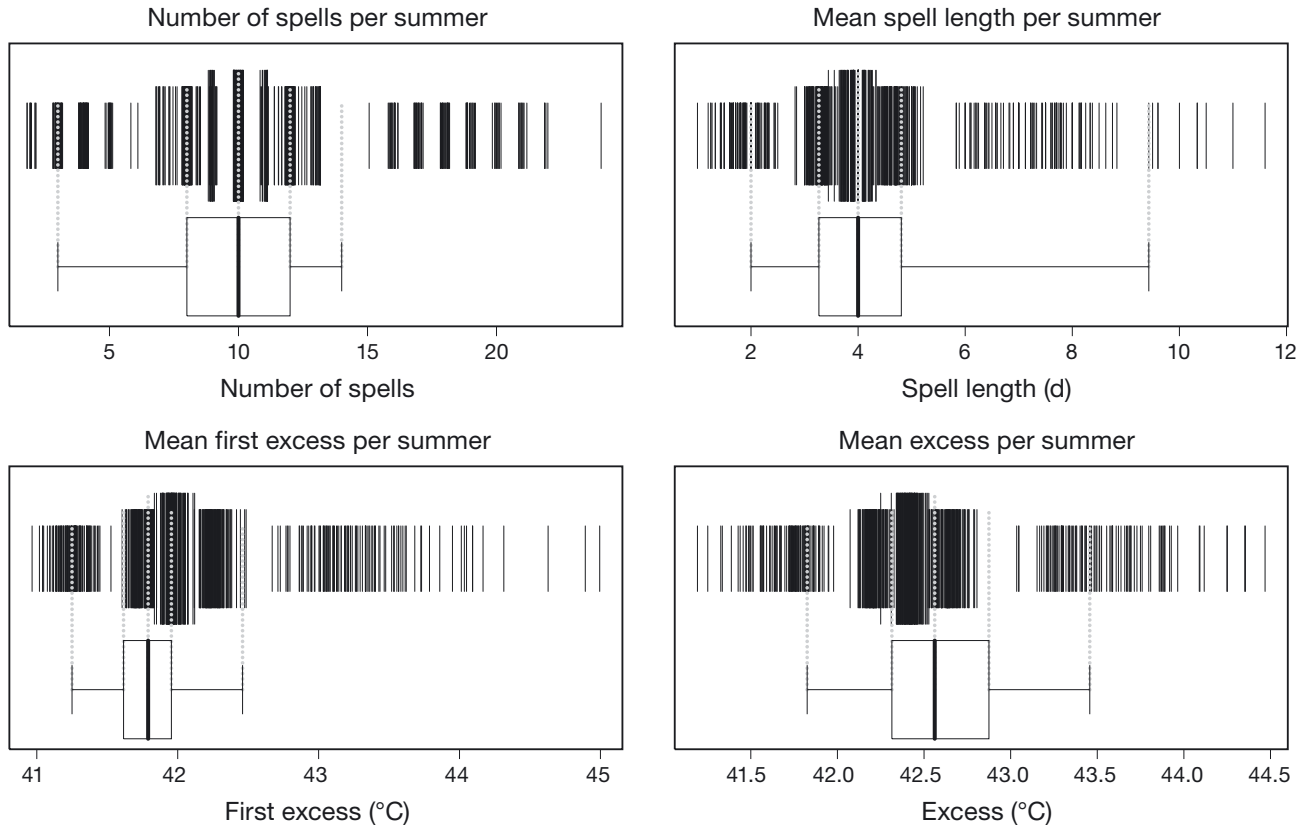 Number of spells per summer
Mean spell length per summer
5 10 15 20
2 4 6 8 10 12
Number of spells
Spell length (d)
Mean first excess per summer
Mean excess per summer
41 42 43 44 45
41.5 42.0 42.5 43.0 43.5 44.0 44.5
First excess (°C)
Excess (°C)